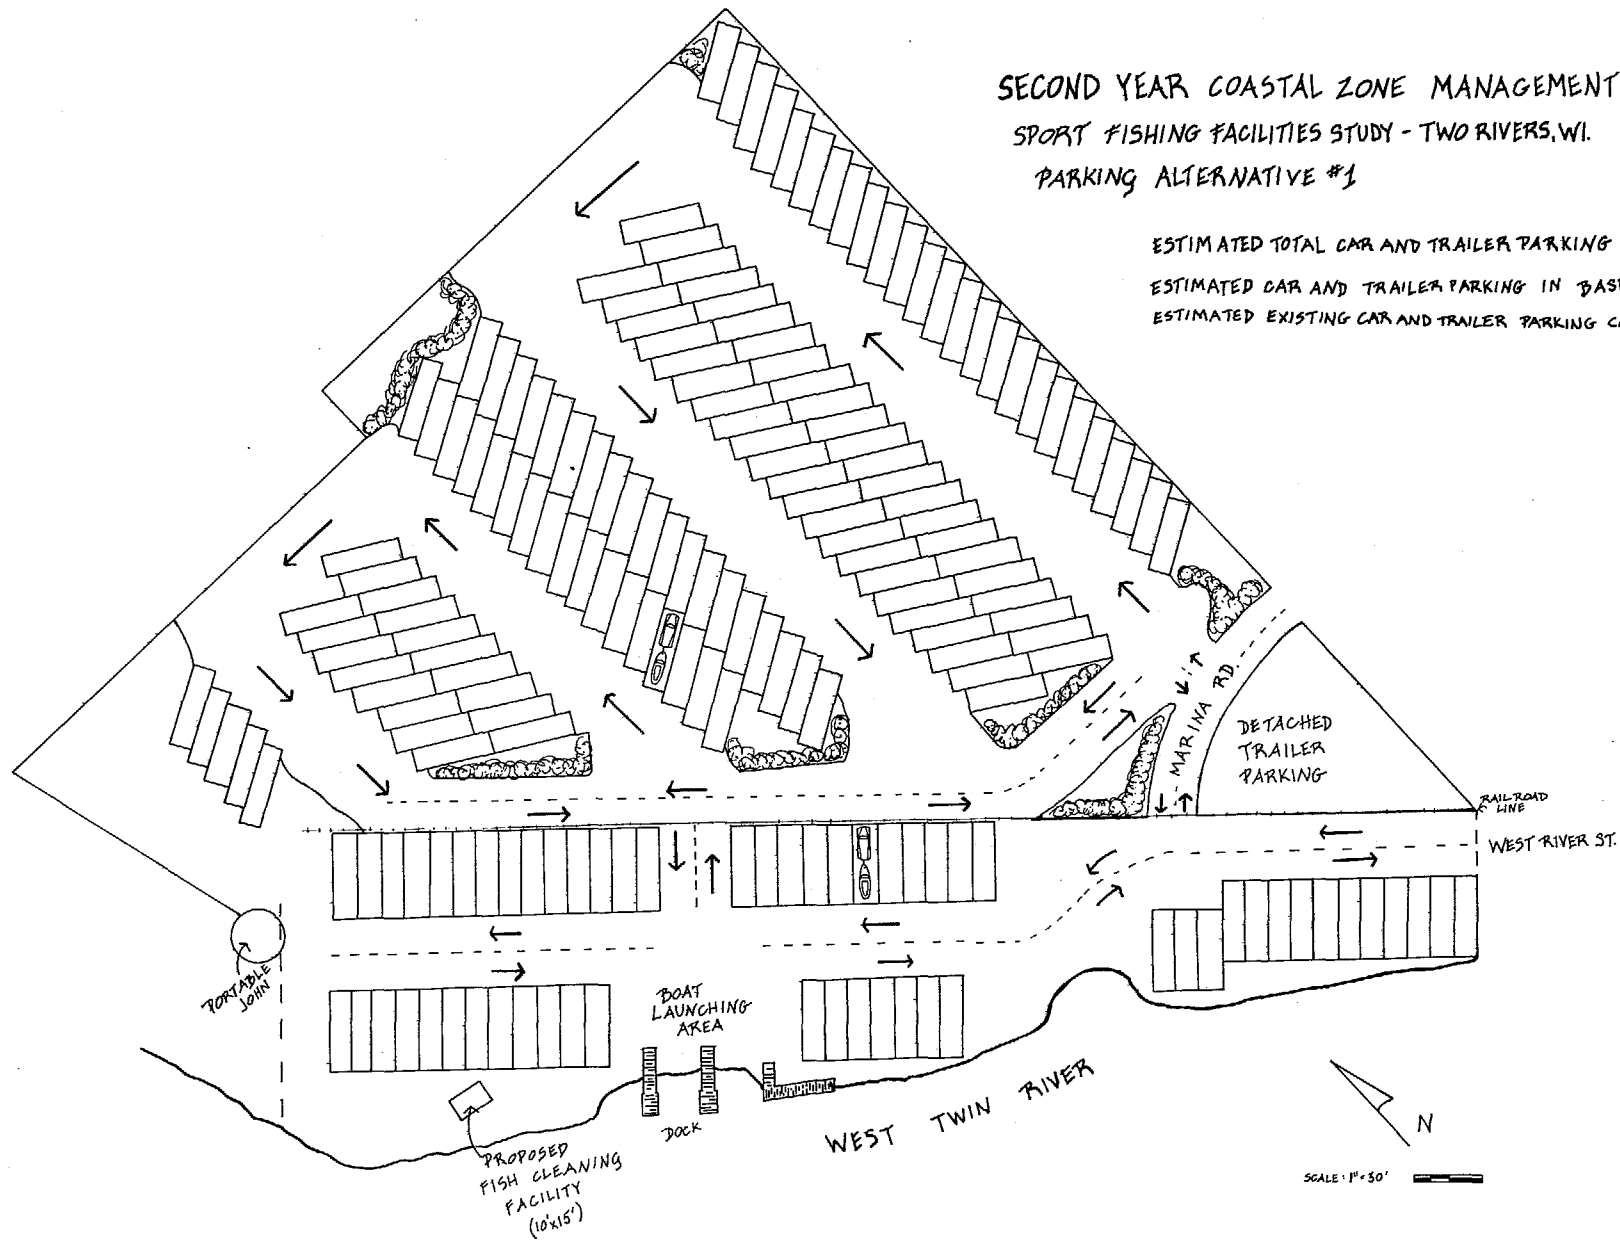 SECOND YEAR COASTAL ZONE MANAGEMENT
SPORT FISHING FACILITIES STUDY - TWO RIVERS, WI.
PARKING ALTERNATIVE #1
ESTIMATED TOTAL CAR AND TRAILER PARKING
ESTIMATED CAR AND TRAILER PARKING IN BAS
ESTIMATED EXISTING CAR AND TRAILER PARKING C
MARINA RD.
DETACHED
TRAILER
PARKING
RAILROAD
LINE
WEST RIVER ST.
PORTABLE
JOHN
BOAT
LAUNCHING
AREA
DOCK
WEST TWIN RIVER
PROPOSED
FISH CLEANING
FACILITY
(10'x15')
N
SCALE: 1"=30'